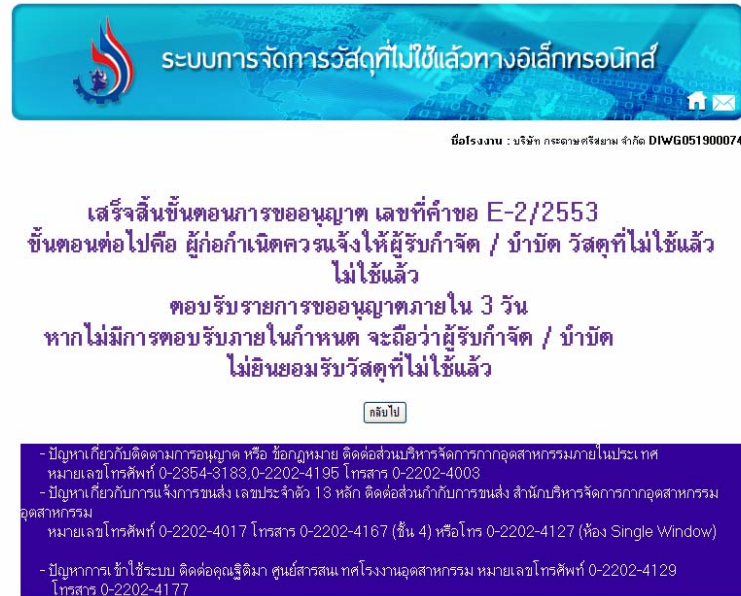 ระบบการจัดการวัสดุที่ไม่ใช้แล้วทางอิเล็กทรอนิกส์
ชื่อโรงงาน : บริษัท กระดาษศรีสยาม จำกัด DIWG051900074
เสร็จสิ้นขั้นตอนการขออนุญาต เลขที่คำขอ E-2/2553
ขั้นตอนต่อไปคือ ผู้ก่อกำเนิดควรแจ้งให้ผู้รับกำจัด / บำบัด วัสดุที่ไม่ใช้แล้ว
ไม่ใช้แล้ว
ตอบรับรายการขออนุญาตภายใน 3 วัน
หากไม่มีการตอบรับภายในกำหนด จะถือว่าผู้รับกำจัด / บำบัด
ไม่ยินยอมรับวัสดุที่ไม่ใช้แล้ว
กลับไป
- ปัญหาเกี่ยวกับติดตามการอนุญาต หรือ ข้อกฎหมาย ติดต่อส่วนบริหารจัดการกากอุตสาหกรรมภายในประเทศ
หมายเลขโทรศัพท์ 0-2354-3183,0-2202-4195 โทรสาร 0-2202-4003
- ปัญหาเกี่ยวกับการแจ้งการขนส่ง เลขประจำตัว 13 หลัก ติดต่อส่วนกำกับการขนส่ง สำนักบริหารจัดการกากอุตสาหกรรม
อุตสาหกรรม
หมายเลขโทรศัพท์ 0-2202-4017 โทรสาร 0-2202-4167 (ชั้น 4) หรือโทร 0-2202-4127 (ห้อง Single Window)
- ปัญหาการเข้าใช้ระบบ ติดต่อคุณฐิติมา ศูนย์สารสนเทศโรงงานอุตสาหกรรม หมายเลขโทรศัพท์ 0-2202-4129
โทรสาร 0-2202-4177